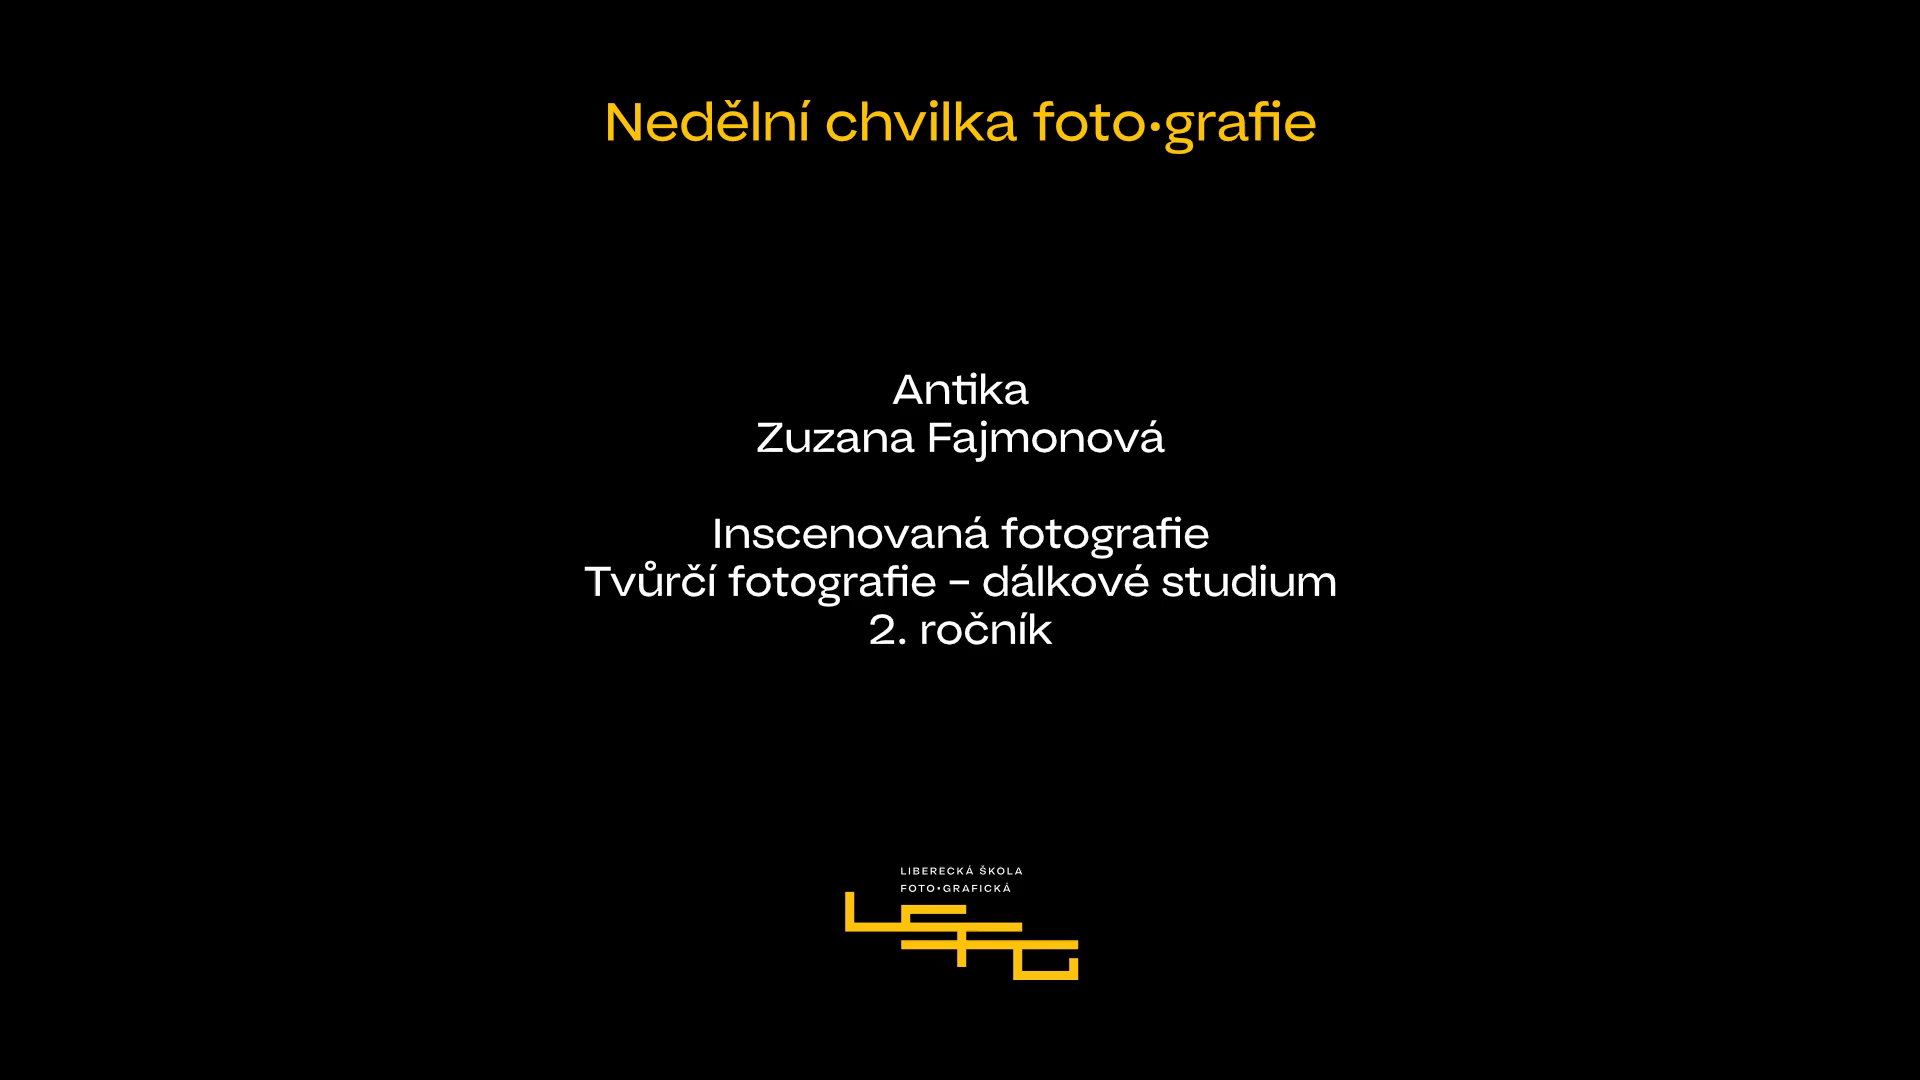 Nedělní chvilka foto·grafie
Antika
Zuzana Fajmonová
Inscenovaná fotografie
Tvůrčí fotografie – dálkové studium
2. ročník
LIBERECKÁ ŠKOLA
FOTO·GRAFICKÁ
LSFG